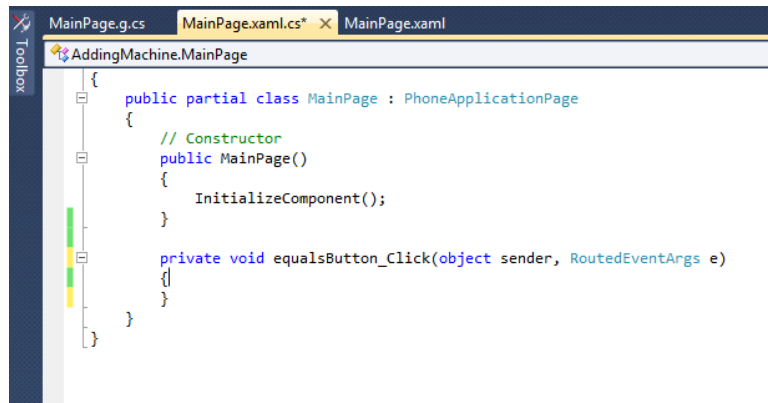 MainPage.g.cs MainPage.xaml.cs* × MainPage.xaml
Toolbox
AddingMachine.MainPage
{
public partial class MainPage : PhoneApplicationPage
{
// Constructor
public MainPage()
{
InitializeComponent();
}
private void equalsButton_Click(object sender, RoutedEventArgs e)
{
}
}
}